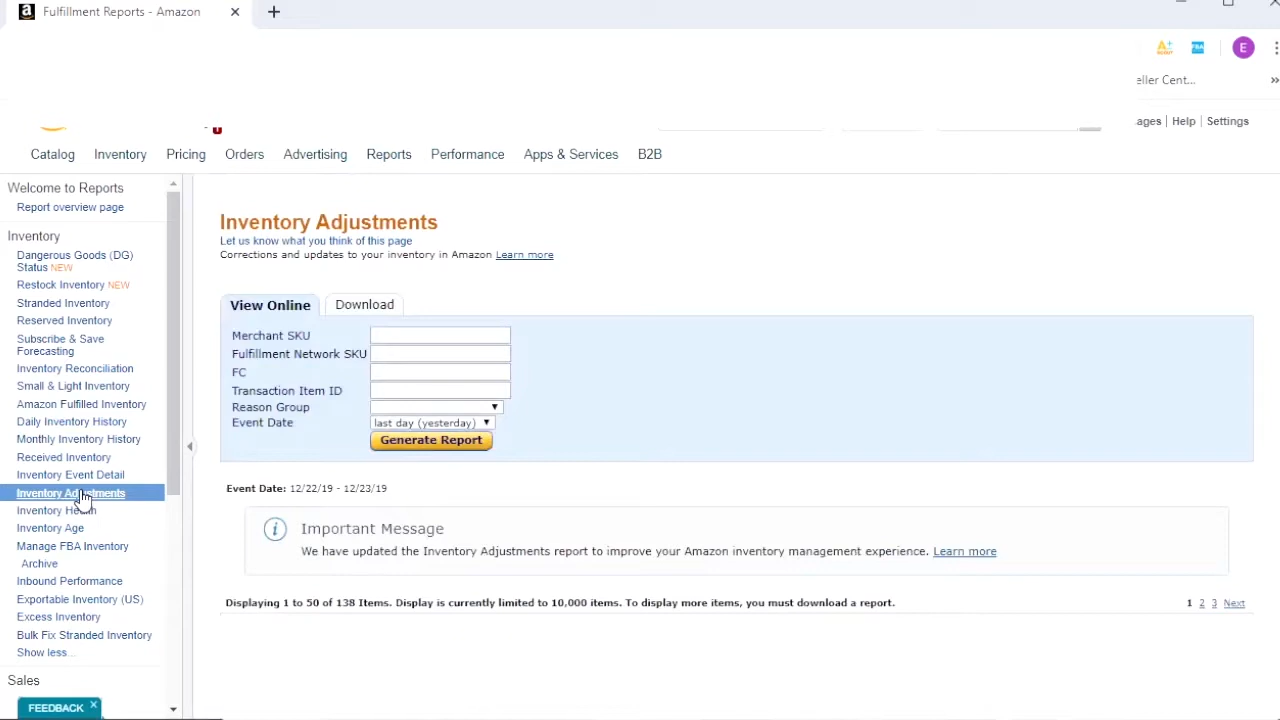 Fulfillment Reports - Amazon
E
eller Cent...
ages | Help | Settings
Catalog Inventory Pricing Orders Advertising Reports Performance Apps & Services B2B
Welcome to Reports
Report overview page
Inventory
Dangerous Goods (DG)
Status NEW
Restock Inventory NEW
Stranded Inventory
Reserved Inventory
Subscribe & Save
Forecasting
Inventory Reconciliation
Small & Light Inventory
Amazon Fulfilled Inventory
Daily Inventory History
Monthly Inventory History
Received Inventory
Inventory Event Detail
Inventory Adjustments
Inventory Health
Inventory Age
Manage FBA Inventory
Archive
Inbound Performance
Exportable Inventory (US)
Excess Inventory
Bulk Fix Stranded Inventory
Show less...
Sales
FEEDBACK
Inventory Adjustments
Let us know what you think of this page
Corrections and updates to your inventory in Amazon Learn more
View Online Download
Merchant SKU
Fulfillment Network SKU
FC
Transaction Item ID
Reason Group
Event Date last day (yesterday)
Generate Report
Event Date: 12/22/19 - 12/23/19
Important Message
We have updated the Inventory Adjustments report to improve your Amazon inventory management experience. Learn more
Displaying 1 to 50 of 138 Items. Display is currently limited to 10,000 items. To display more items, you must download a report. 1 2 3 Next